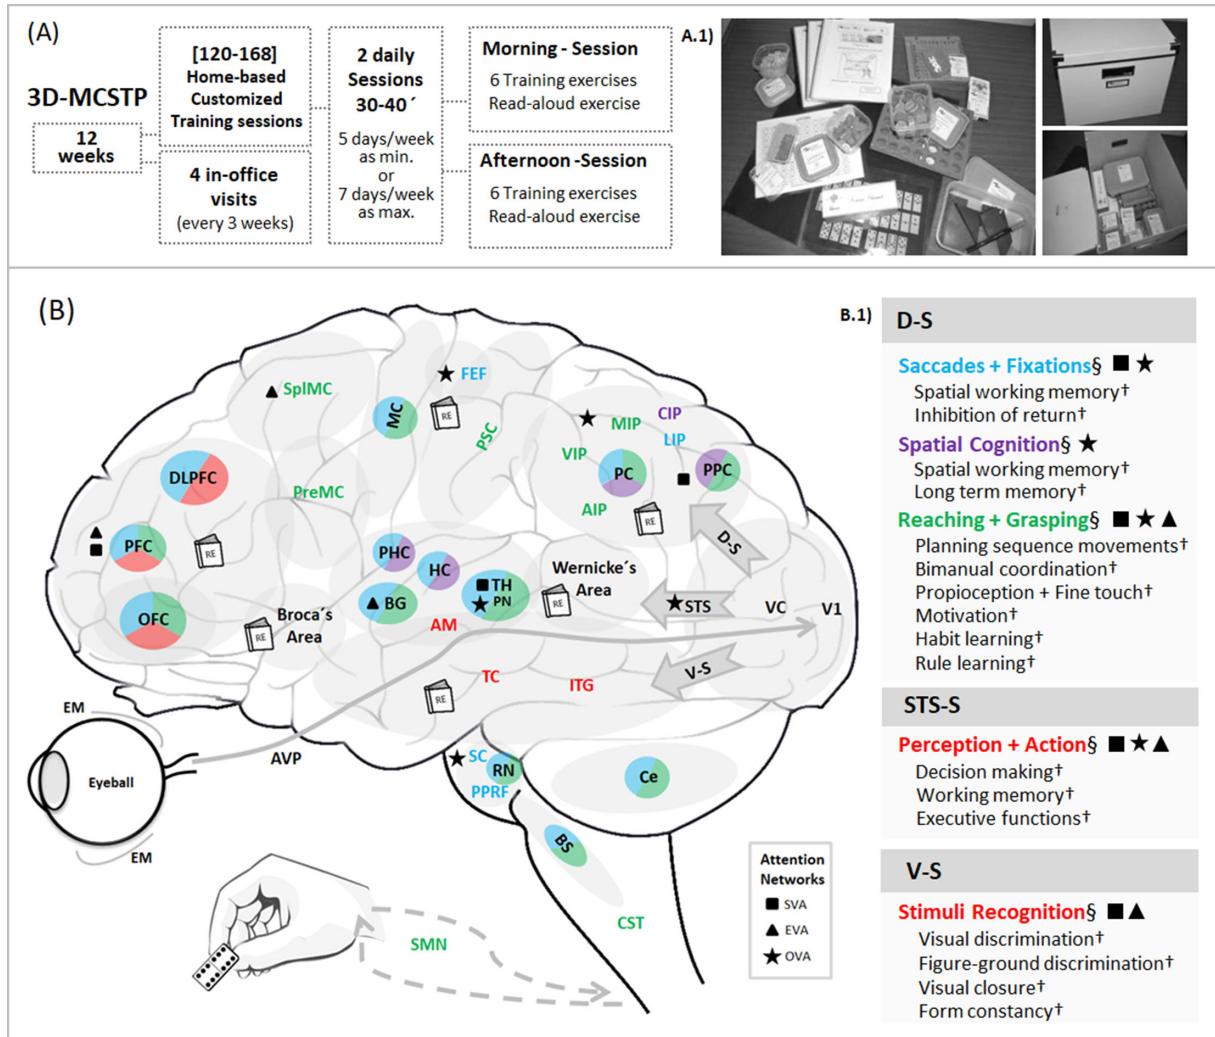 (A)
3D-MCSTP
12
weeks
[120-168]
Home-based
Customized
Training sessions
4 in-office
visits
(every 3 weeks)
2 daily
Sessions
30-40´
5 days/week
as min.
or
7 days/week
as max.
Morning - Session
6 Training exercises
Read-aloud exercise
Afternoon -Session
6 Training exercises
Read-aloud exercise
A.1)
(B)
SplMC
FEF
MC
RE
PSC
CIP
MIP
LIP
VIP
PC
PPC
AIP
RE
DLPFC
PreMC
PFC
RE
D-S
PHC
HC
TH
PN
Wernicke´s
Area
RE
BG
STS
VC
V1
OFC
Broca´s
Area
RE
AM
V-S
TC
ITG
RE
EM
AVP
Eyeball
EM
SC
RN
PPRF
Ce
BS
CST
SMN
Attention
Networks
SVA
EVA
OVA
B.1)
D-S
Saccades + Fixations§
Spatial working memory†
Inhibition of return†
Spatial Cognition§
Spatial working memory†
Long term memory†
Reaching + Grasping§
Planning sequence movements†
Bimanual coordination†
Propioception + Fine touch†
Motivation†
Habit learning†
Rule learning†
STS-S
Perception + Action§
Decision making†
Working memory†
Executive functions†
V-S
Stimuli Recognition§
Visual discrimination†
Figure-ground discrimination†
Visual closure†
Form constancy†